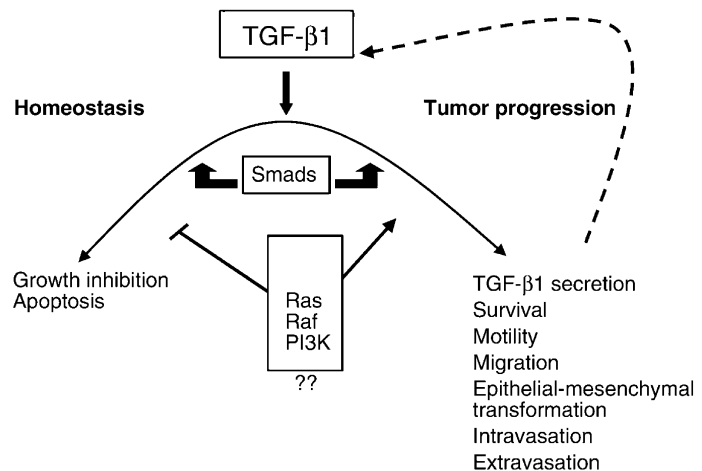 TGF-β1
Homeostasis
Tumor progression
Smads
Growth inhibition
Apoptosis
Ras
Raf
PI3K
??
TGF-β1 secretion
Survival
Motility
Migration
Epithelial-mesenchymal
transformation
Intravasation
Extravasation